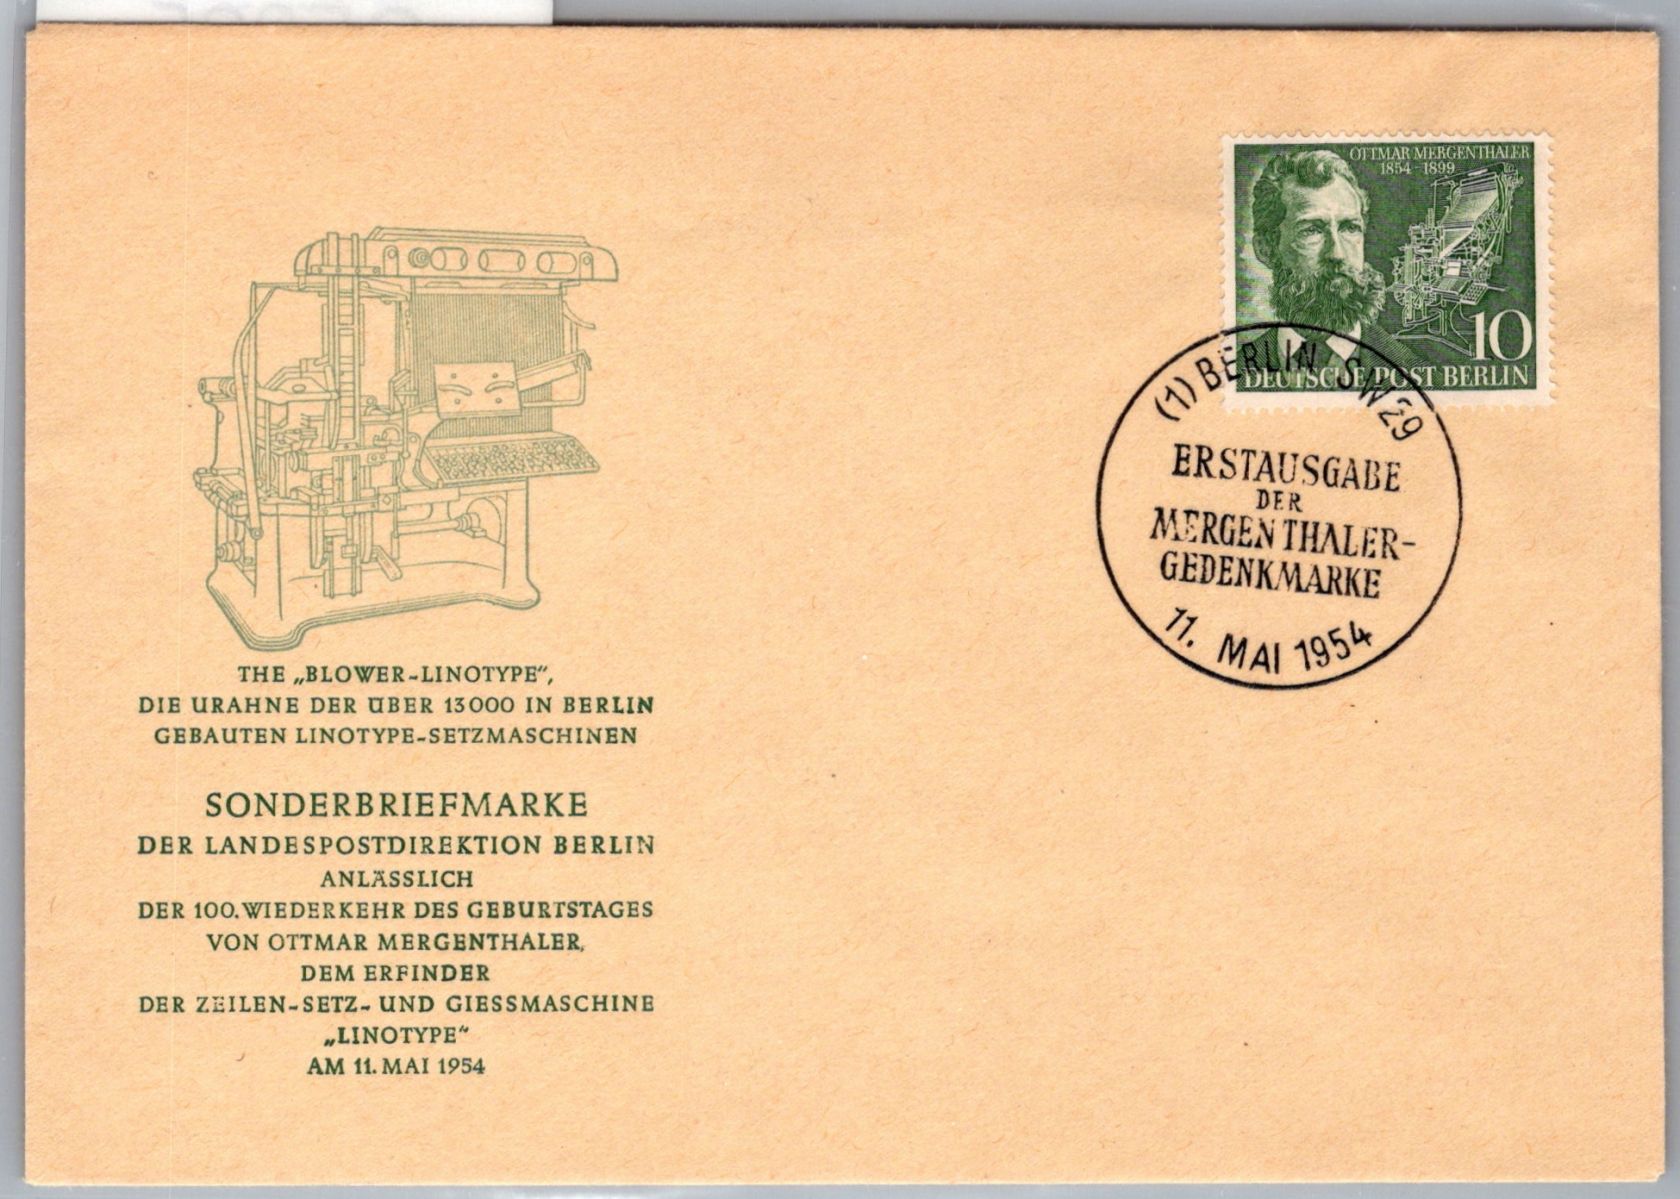 OTTMAR MERGENTHALER
1854-1899
10
DEUTSCHE POST BERLIN
(1) BERLIN SW 29
ERSTAUSGABE
DER
MERGENTHALER-
GEDENKMARKE
11. MAI 1954
THE „BLOWER-LINOTYPE“,
DIE URAHNE DER ÜBER 13000 IN BERLIN
GEBAUTEN LINOTYPE-SETZMASCHINEN
SONDERBRIEFMARKE
DER LANDESPOSTDIREKTION BERLIN
ANLÄSSLICH
DER 100. WIEDERKEHR DES GEBURTSTAGES
VON OTTMAR MERGENTHALER,
DEM ERFINDER
DER ZEILEN-SETZ- UND GIESSMASCHINE
„LINOTYPE“
AM 11. MAI 1954